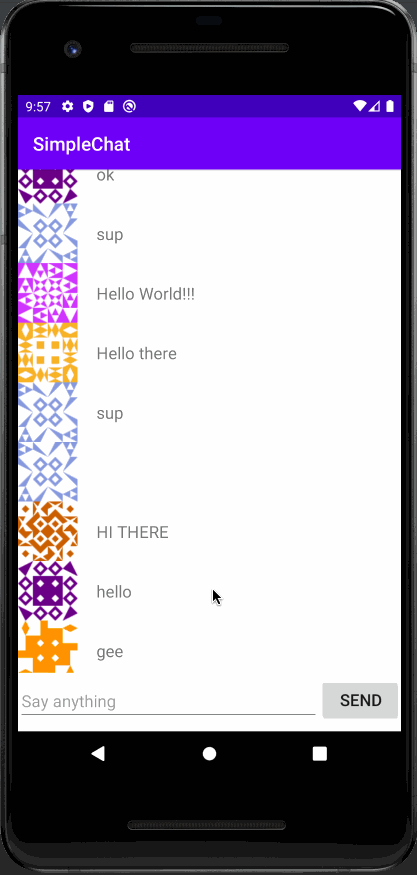 9:57
SimpleChat
ok
sup
Hello World!!!
Hello there
sup
HI THERE
hello
gee
Say anything
SEND